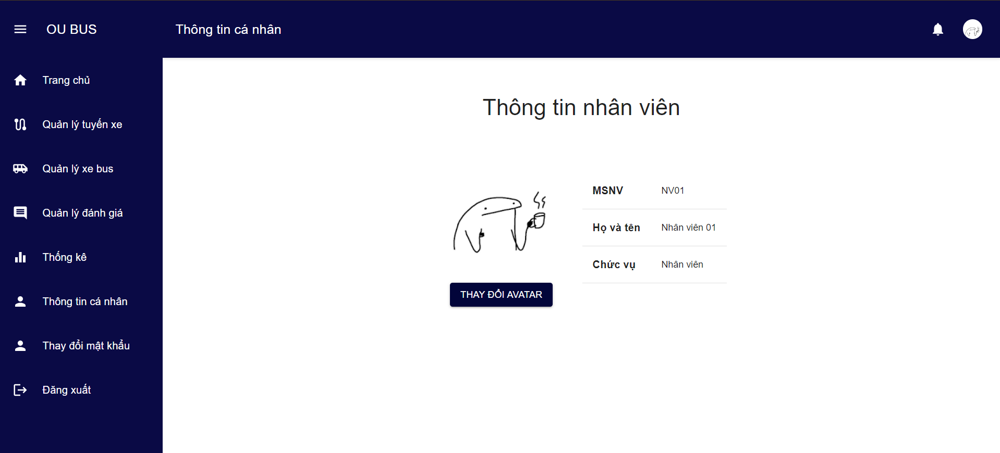 OU BUS
Thông tin cá nhân
Trang chủ
Quản lý tuyến xe
Quản lý xe bus
Quản lý đánh giá
Thống kê
Thông tin cá nhân
Thay đổi mật khẩu
Đăng xuất
Thông tin nhân viên
THAY ĐỔI AVATAR
MSNV NV01
Họ và tên Nhân viên 01
Chức vụ Nhân viên